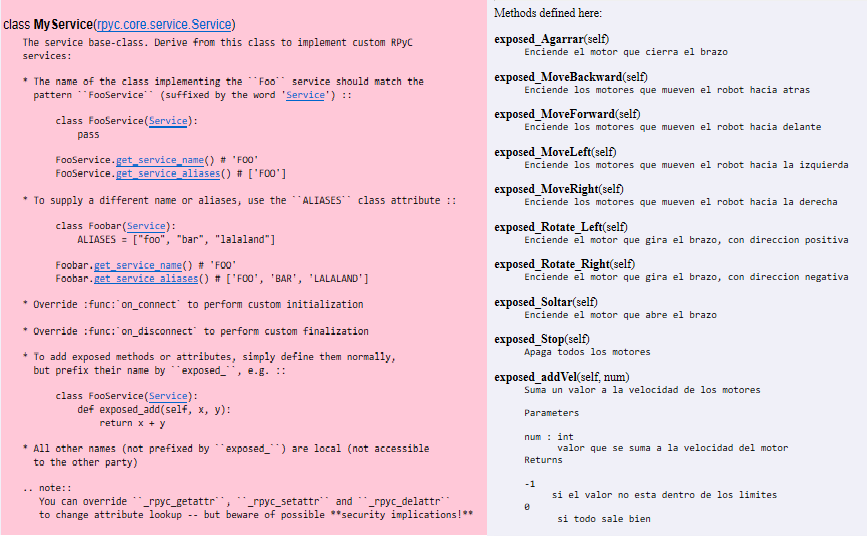 class MyService(rpyc.core.service.Service)
The service base-class. Derive from this class to implement custom RPyC
services:
* The name of the class implementing the ``Foo`` service should match the
pattern ``FooService`` (suffixed by the word 'Service') ::
class FooService(Service):
pass
FooService.get_service_name() # 'FOO'
FooService.get_service_aliases() # ['FOO']
* To supply a different name or aliases, use the ``ALIASES`` class attribute ::
class Foobar(Service):
ALIASES = ["foo", "bar", "lalaland"]
Foobar.get_service_name() # 'FOO'
Foobar.get_service_aliases() # ['FOO', 'BAR', 'LALALAND']
* Override :func:`on_connect` to perform custom initialization
* Override :func:`on_disconnect` to perform custom finalization
* To add exposed methods or attributes, simply define them normally,
but prefix their name by ``exposed_``, e.g. ::
class FooService(Service):
def exposed_add(self, x, y):
return x + y
* All other names (not prefixed by ``exposed_``) are local (not accessible
to the other party)
.. note::
You can override ``_rpyc_getattr``, ``_rpyc_setattr`` and ``_rpyc_delattr``
to change attribute lookup -- but beware of possible **security implications!**
Methods defined here:
exposed_Agarrar(self)
Enciende el motor que cierra el brazo
exposed_MoveBackward(self)
Enciende los motores que mueven el robot hacia atras
exposed_MoveForward(self)
Enciende los motores que mueven el robot hacia delante
exposed_MoveLeft(self)
Enciende los motores que mueven el robot hacia la izquierda
exposed_MoveRight(self)
Enciende los motores que mueven el robot hacia la derecha
exposed_Rotate_Left(self)
Enciende el motor que gira el brazo, con direccion positiva
exposed_Rotate_Right(self)
Enciende el motor que gira el brazo, con direccion negativa
exposed_Soltar(self)
Enciende el motor que abre el brazo
exposed_Stop(self)
Apaga todos los motores
exposed_addVel(self, num)
Suma un valor a la velocidad de los motores
Parameters
num : int
valor que se suma a la velocidad del motor
Returns
-1
si el valor no esta dentro de los limites
0
si todo sale bien